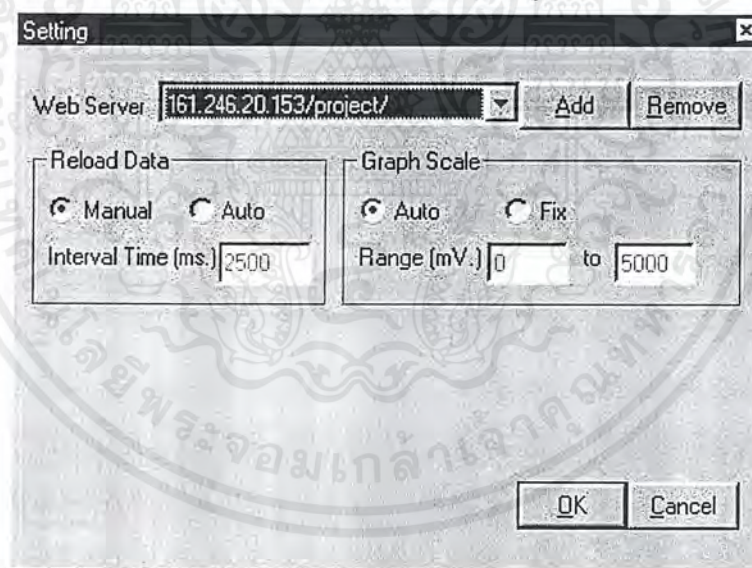 Setting
Web Server 161.246.20.153/project/ Add Remove
Reload Data
Manual Auto
Interval Time (ms.) 2500
Graph Scale
Auto Fix
Range (mV.) 0 to 5000
OK Cancel